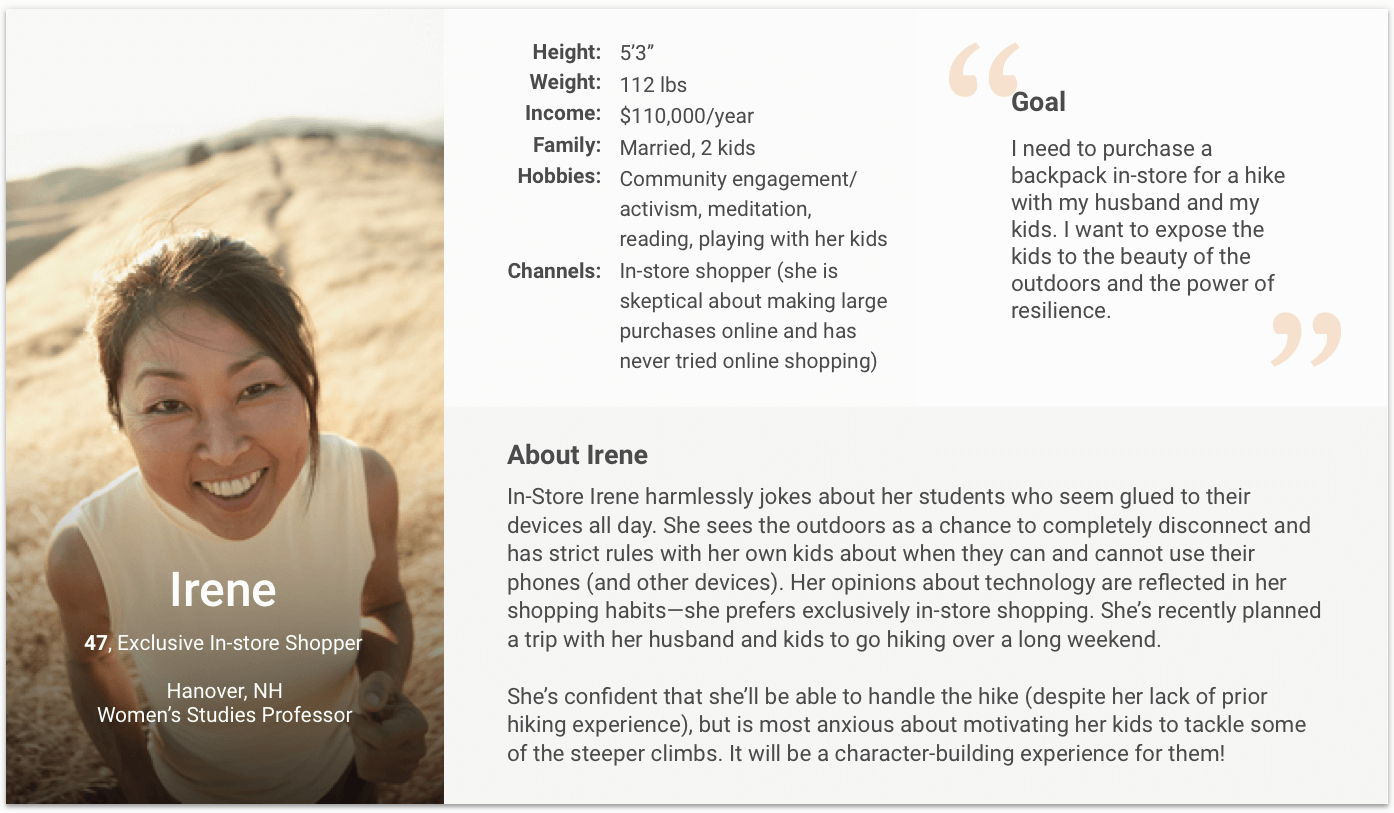 Irene
47, Exclusive In-store Shopper
Hanover, NH
Women’s Studies Professor
Height: 5’3”
Weight: 112 lbs
Income: $110,000/year
Family: Married, 2 kids
Hobbies: Community engagement/
activism, meditation,
reading, playing with her kids
Channels: In-store shopper (she is
skeptical about making large
purchases online and has
never tried online shopping)
“
Goal
I need to purchase a
backpack in-store for a hike
with my husband and my
kids. I want to expose the
kids to the beauty of the
outdoors and the power of
resilience.
”
About Irene
In-Store Irene harmlessly jokes about her students who seem glued to their
devices all day. She sees the outdoors as a chance to completely disconnect and
has strict rules with her own kids about when they can and cannot use their
phones (and other devices). Her opinions about technology are reflected in her
shopping habits—she prefers exclusively in-store shopping. She’s recently planned
a trip with her husband and kids to go hiking over a long weekend.
She’s confident that she’ll be able to handle the hike (despite her lack of prior
hiking experience), but is most anxious about motivating her kids to tackle some
of the steeper climbs. It will be a character-building experience for them!